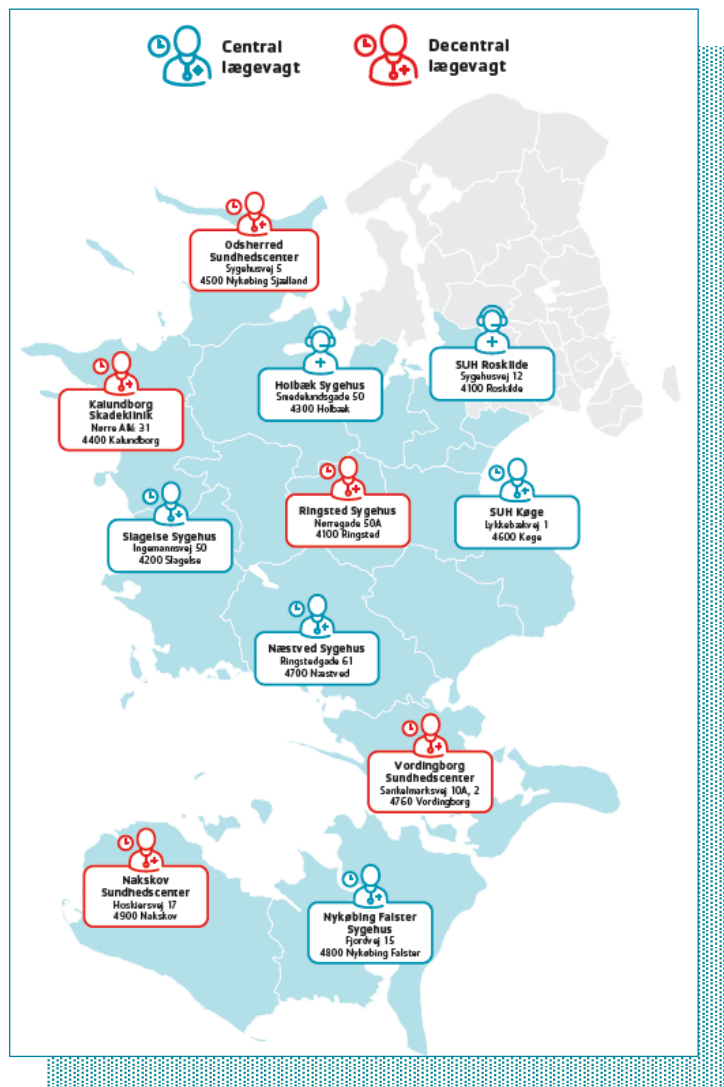 Central
lægevagt
Decentral
lægevagt
Odsherred
Sundhedscenter
Sygehusvej 5
4500 Nykøbing Sjælland
SUH Roskilde
Sygehusvej 12
4100 Roskilde
Holbæk Sygehus
Smedelundsgade 50
4300 Holbæk
Kalundborg
Skadeklinik
Nørre Allé 31
4400 Kalundborg
Ringsted Sygehus
Nørregade 50A
4100 Ringsted
SUH Køge
Lykkebækvej 1
4600 Køge
Slagelse Sygehus
Ingemannsvej 50
4200 Slagelse
Næstved Sygehus
Ringstedgade 61
4700 Næstved
Vordingborg
Sundhedscenter
Sankelmarksvej 10A, 2
4760 Vordingborg
Nakskov
Sundhedscenter
Hoskiersvej 17
4900 Nakskov
Nykøbing Falster
Sygehus
Fjordvej 15
4800 Nykøbing Falster